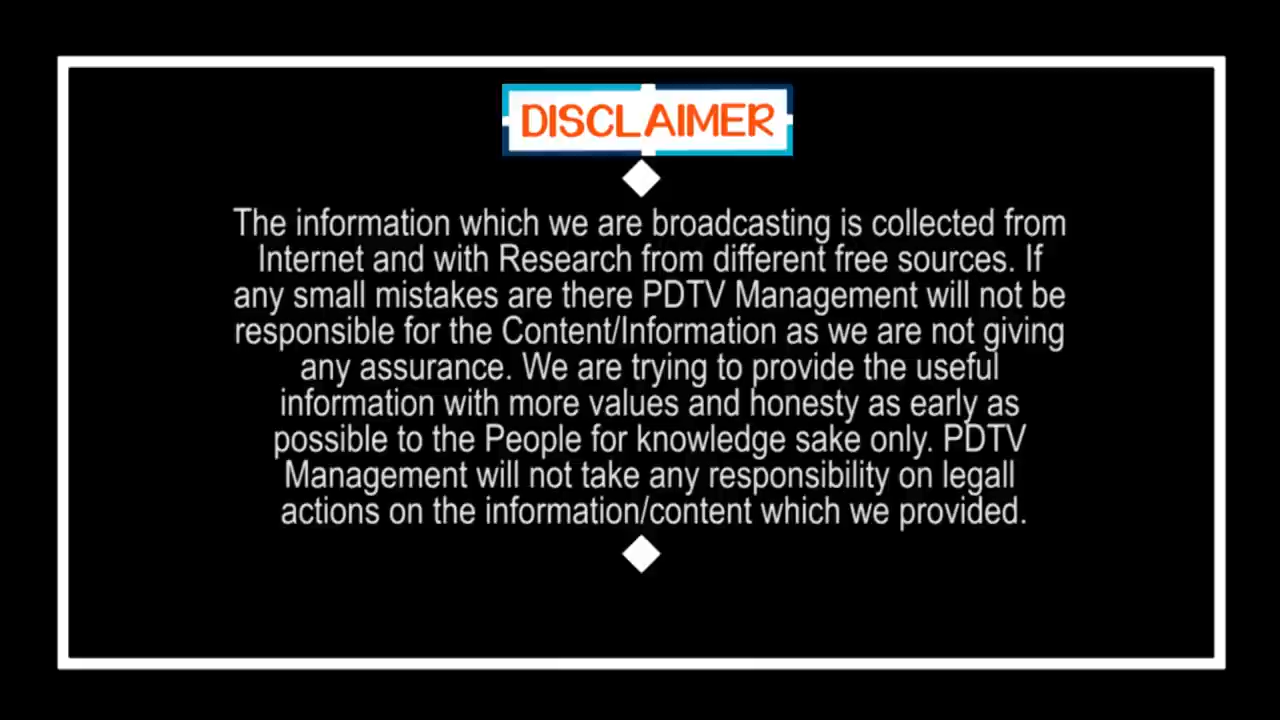 DISCLAIMER
The information which we are broadcasting is collected from
Internet and with Research from different free sources. If
any small mistakes are there PDTV Management will not be
responsible for the Content/Information as we are not giving
any assurance. We are trying to provide the useful
information with more values and honesty as early as
possible to the People for knowledge sake only. PDTV
Management will not take any responsibility on legall
actions on the information/content which we provided.